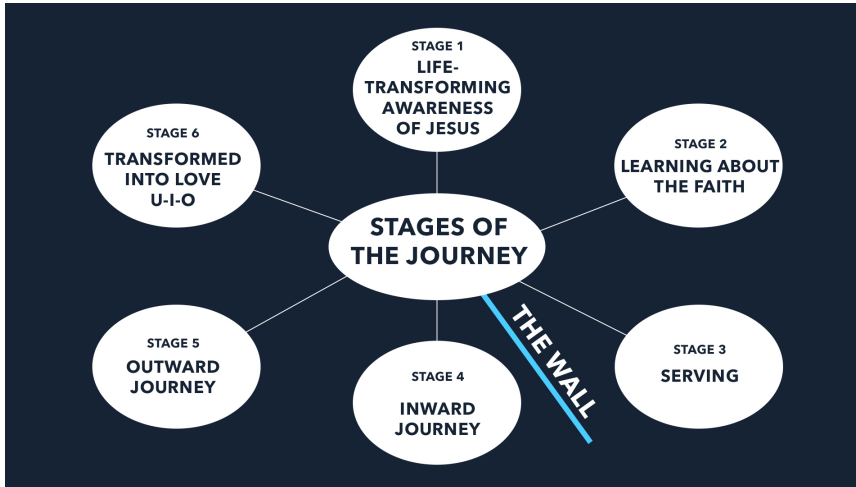 STAGE 1
LIFE-
TRANSFORMING
AWARENESS
OF JESUS
STAGE 2
LEARNING ABOUT
THE FAITH
STAGE 3
SERVING
THE WALL
STAGE 4
INWARD
JOURNEY
STAGE 5
OUTWARD
JOURNEY
STAGE 6
TRANSFORMED
INTO LOVE
U-I-O
STAGES OF
THE JOURNEY